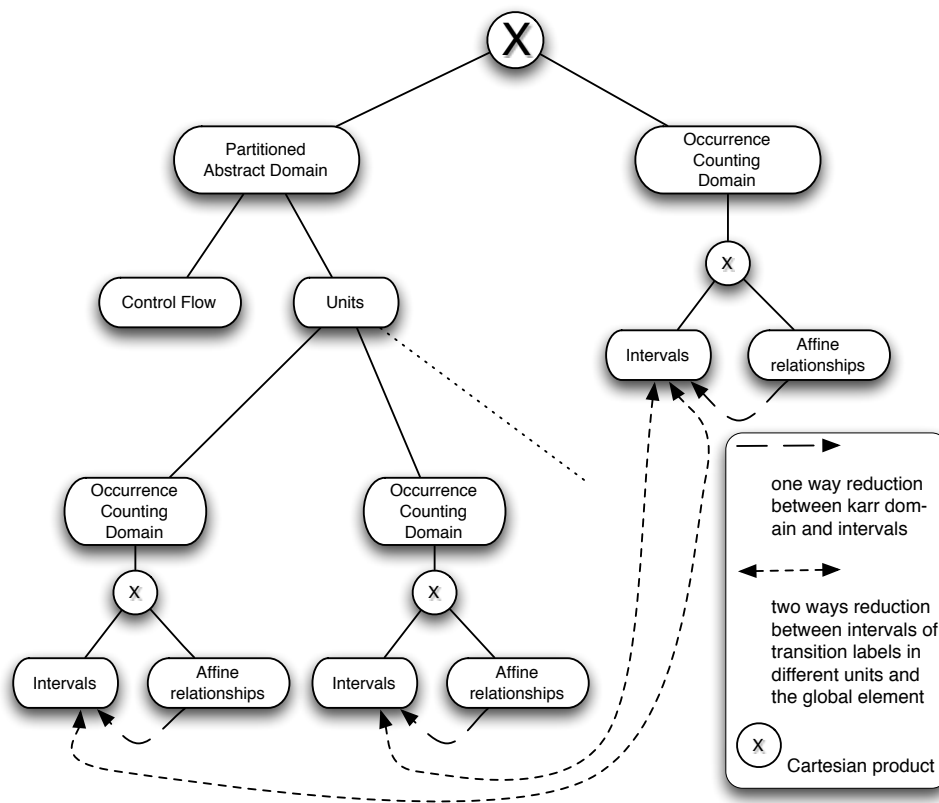 X
Partitioned
Abstract Domain
Occurrence
Counting
Domain
X
Control Flow
Units
Intervals
Affine
relationships
Occurrence
Counting
Domain
Occurrence
Counting
Domain
X
X
Intervals
Affine
relationships
Intervals
Affine
relationships
one way reduction
between karr dom-
ain and intervals
two ways reduction
between intervals of
transition labels in
different units and
the global element
X
Cartesian product